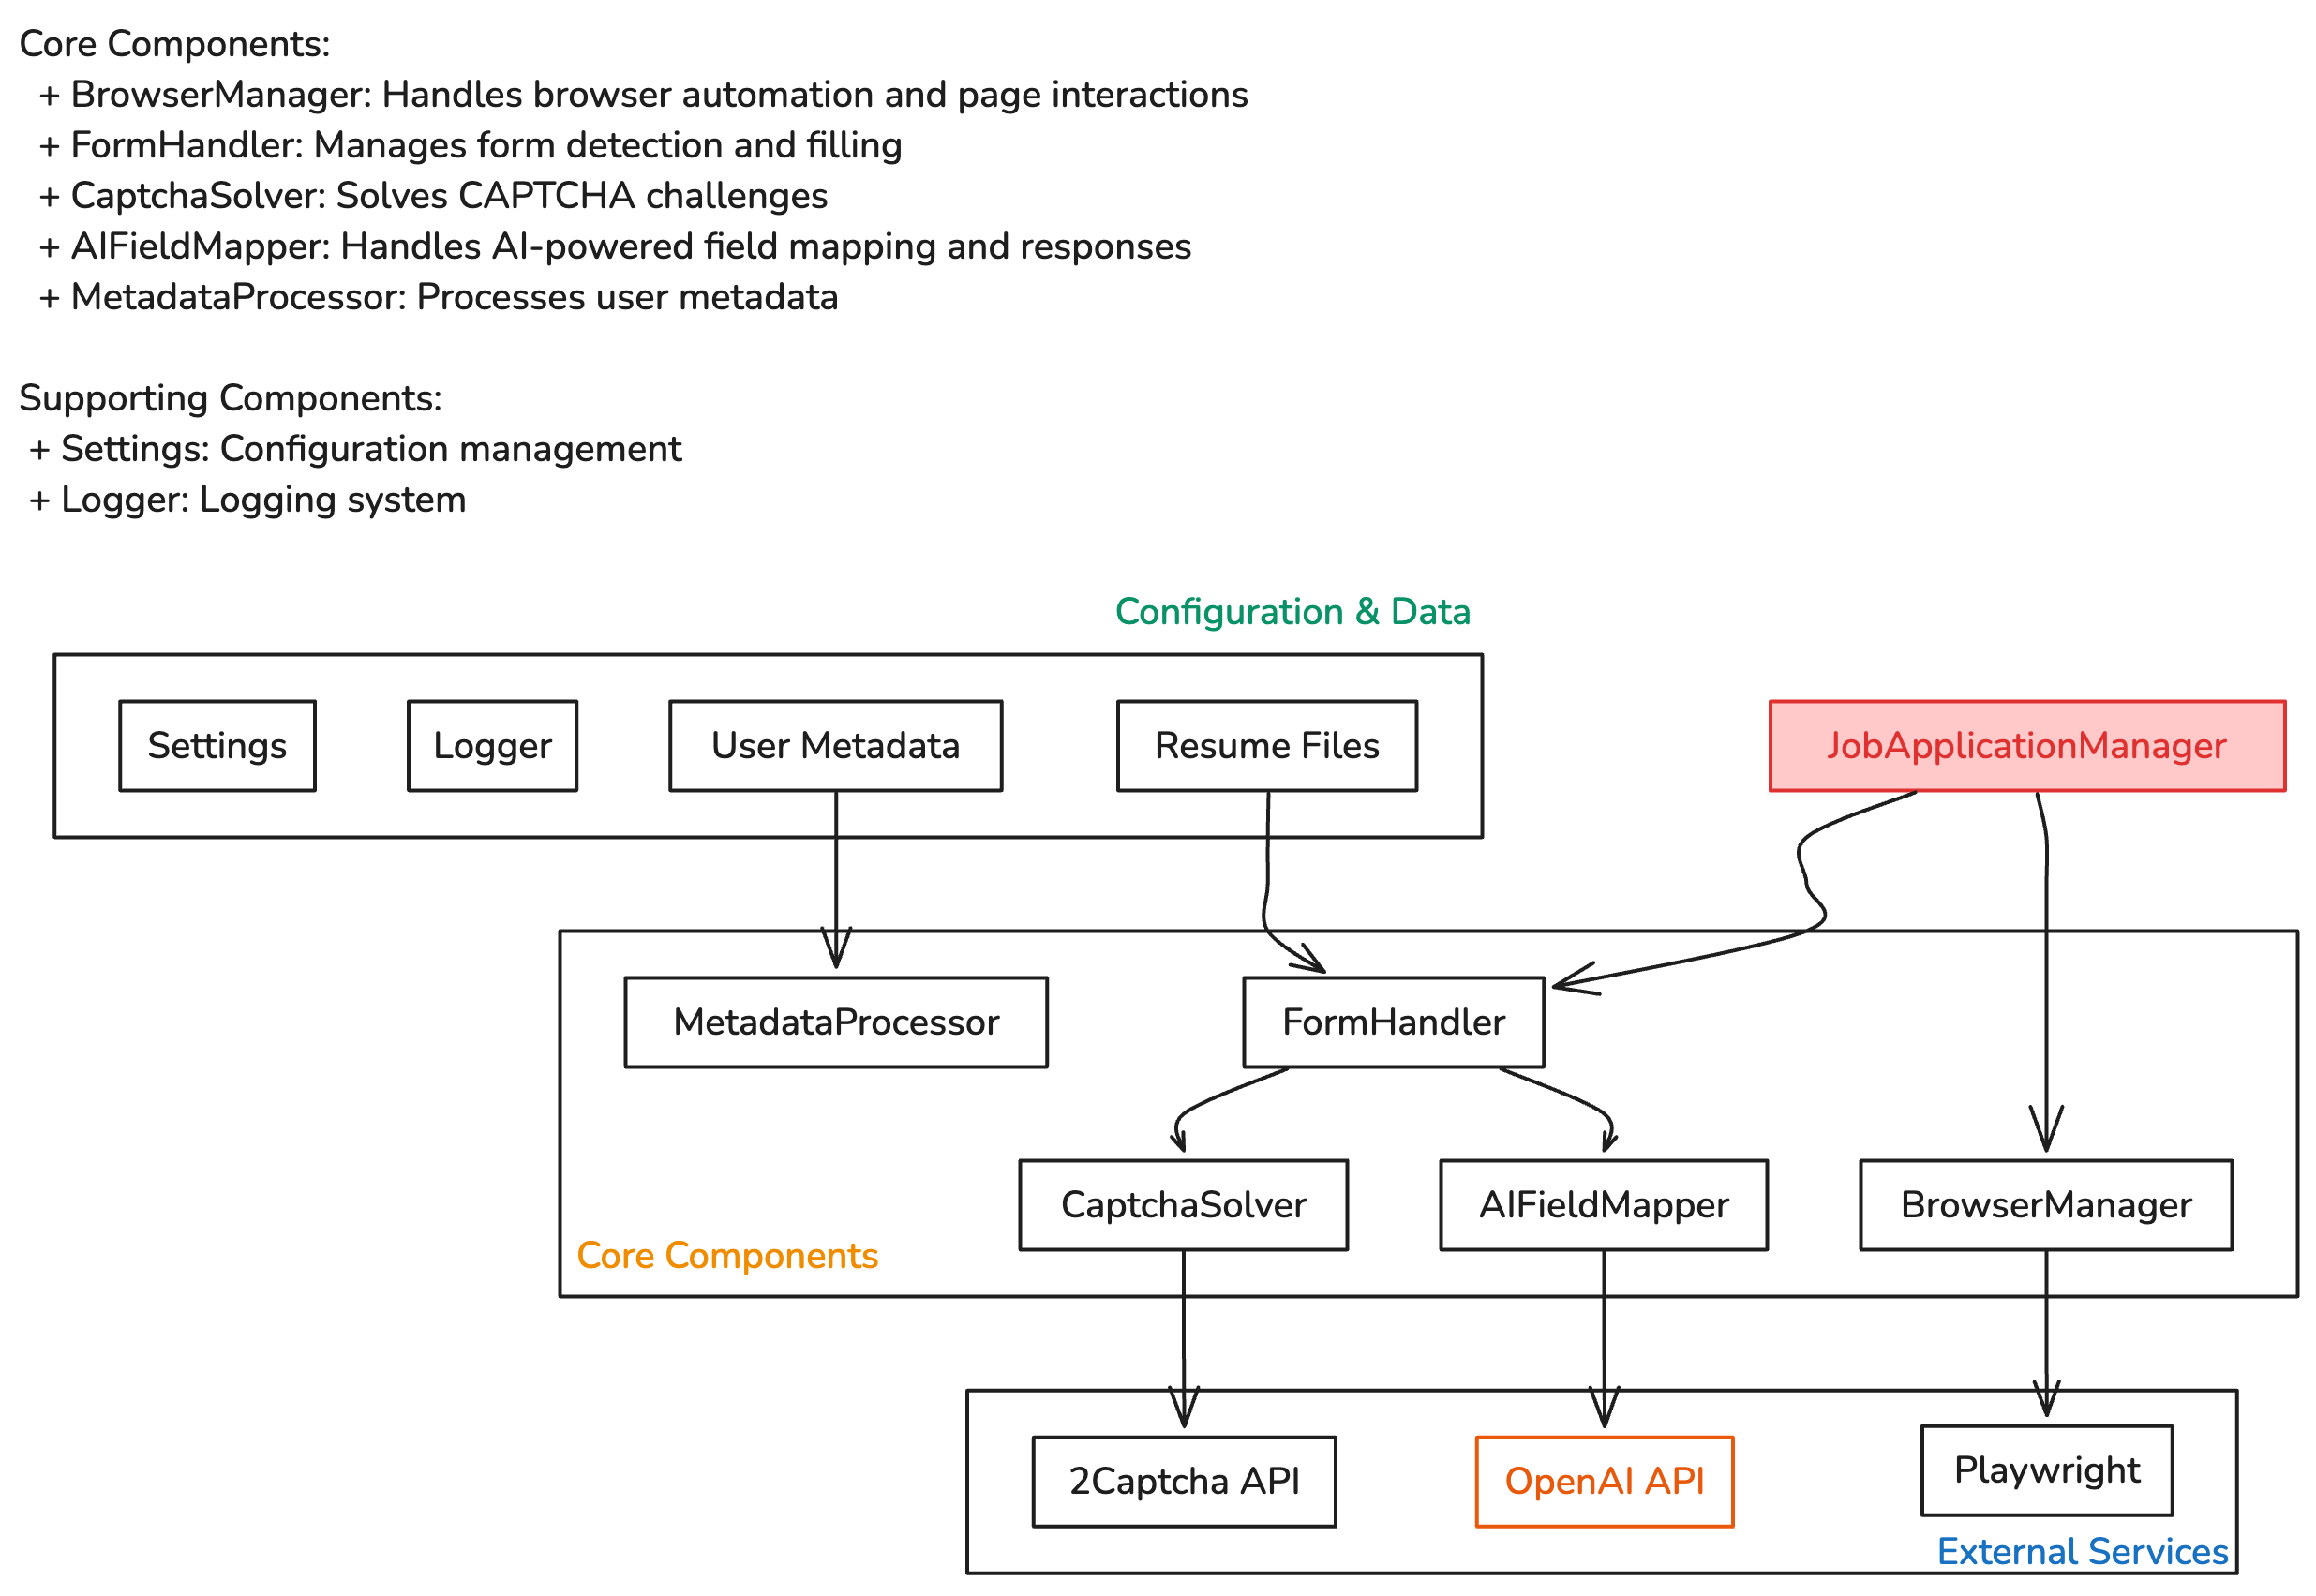 Core Components:
+ BrowserManager: Handles browser automation and page interactions
+ FormHandler: Manages form detection and filling
+ CaptchaSolver: Solves CAPTCHA challenges
+ AIFieldMapper: Handles AI-powered field mapping and responses
+ MetadataProcessor: Processes user metadata
Supporting Components:
+ Settings: Configuration management
+ Logger: Logging system
Configuration & Data
Settings
Logger
User Metadata
Resume Files
JobApplicationManager
MetadataProcessor
FormHandler
CaptchaSolver
AIFieldMapper
BrowserManager
Core Components
2Captcha API
OpenAI API
Playwright
External Services